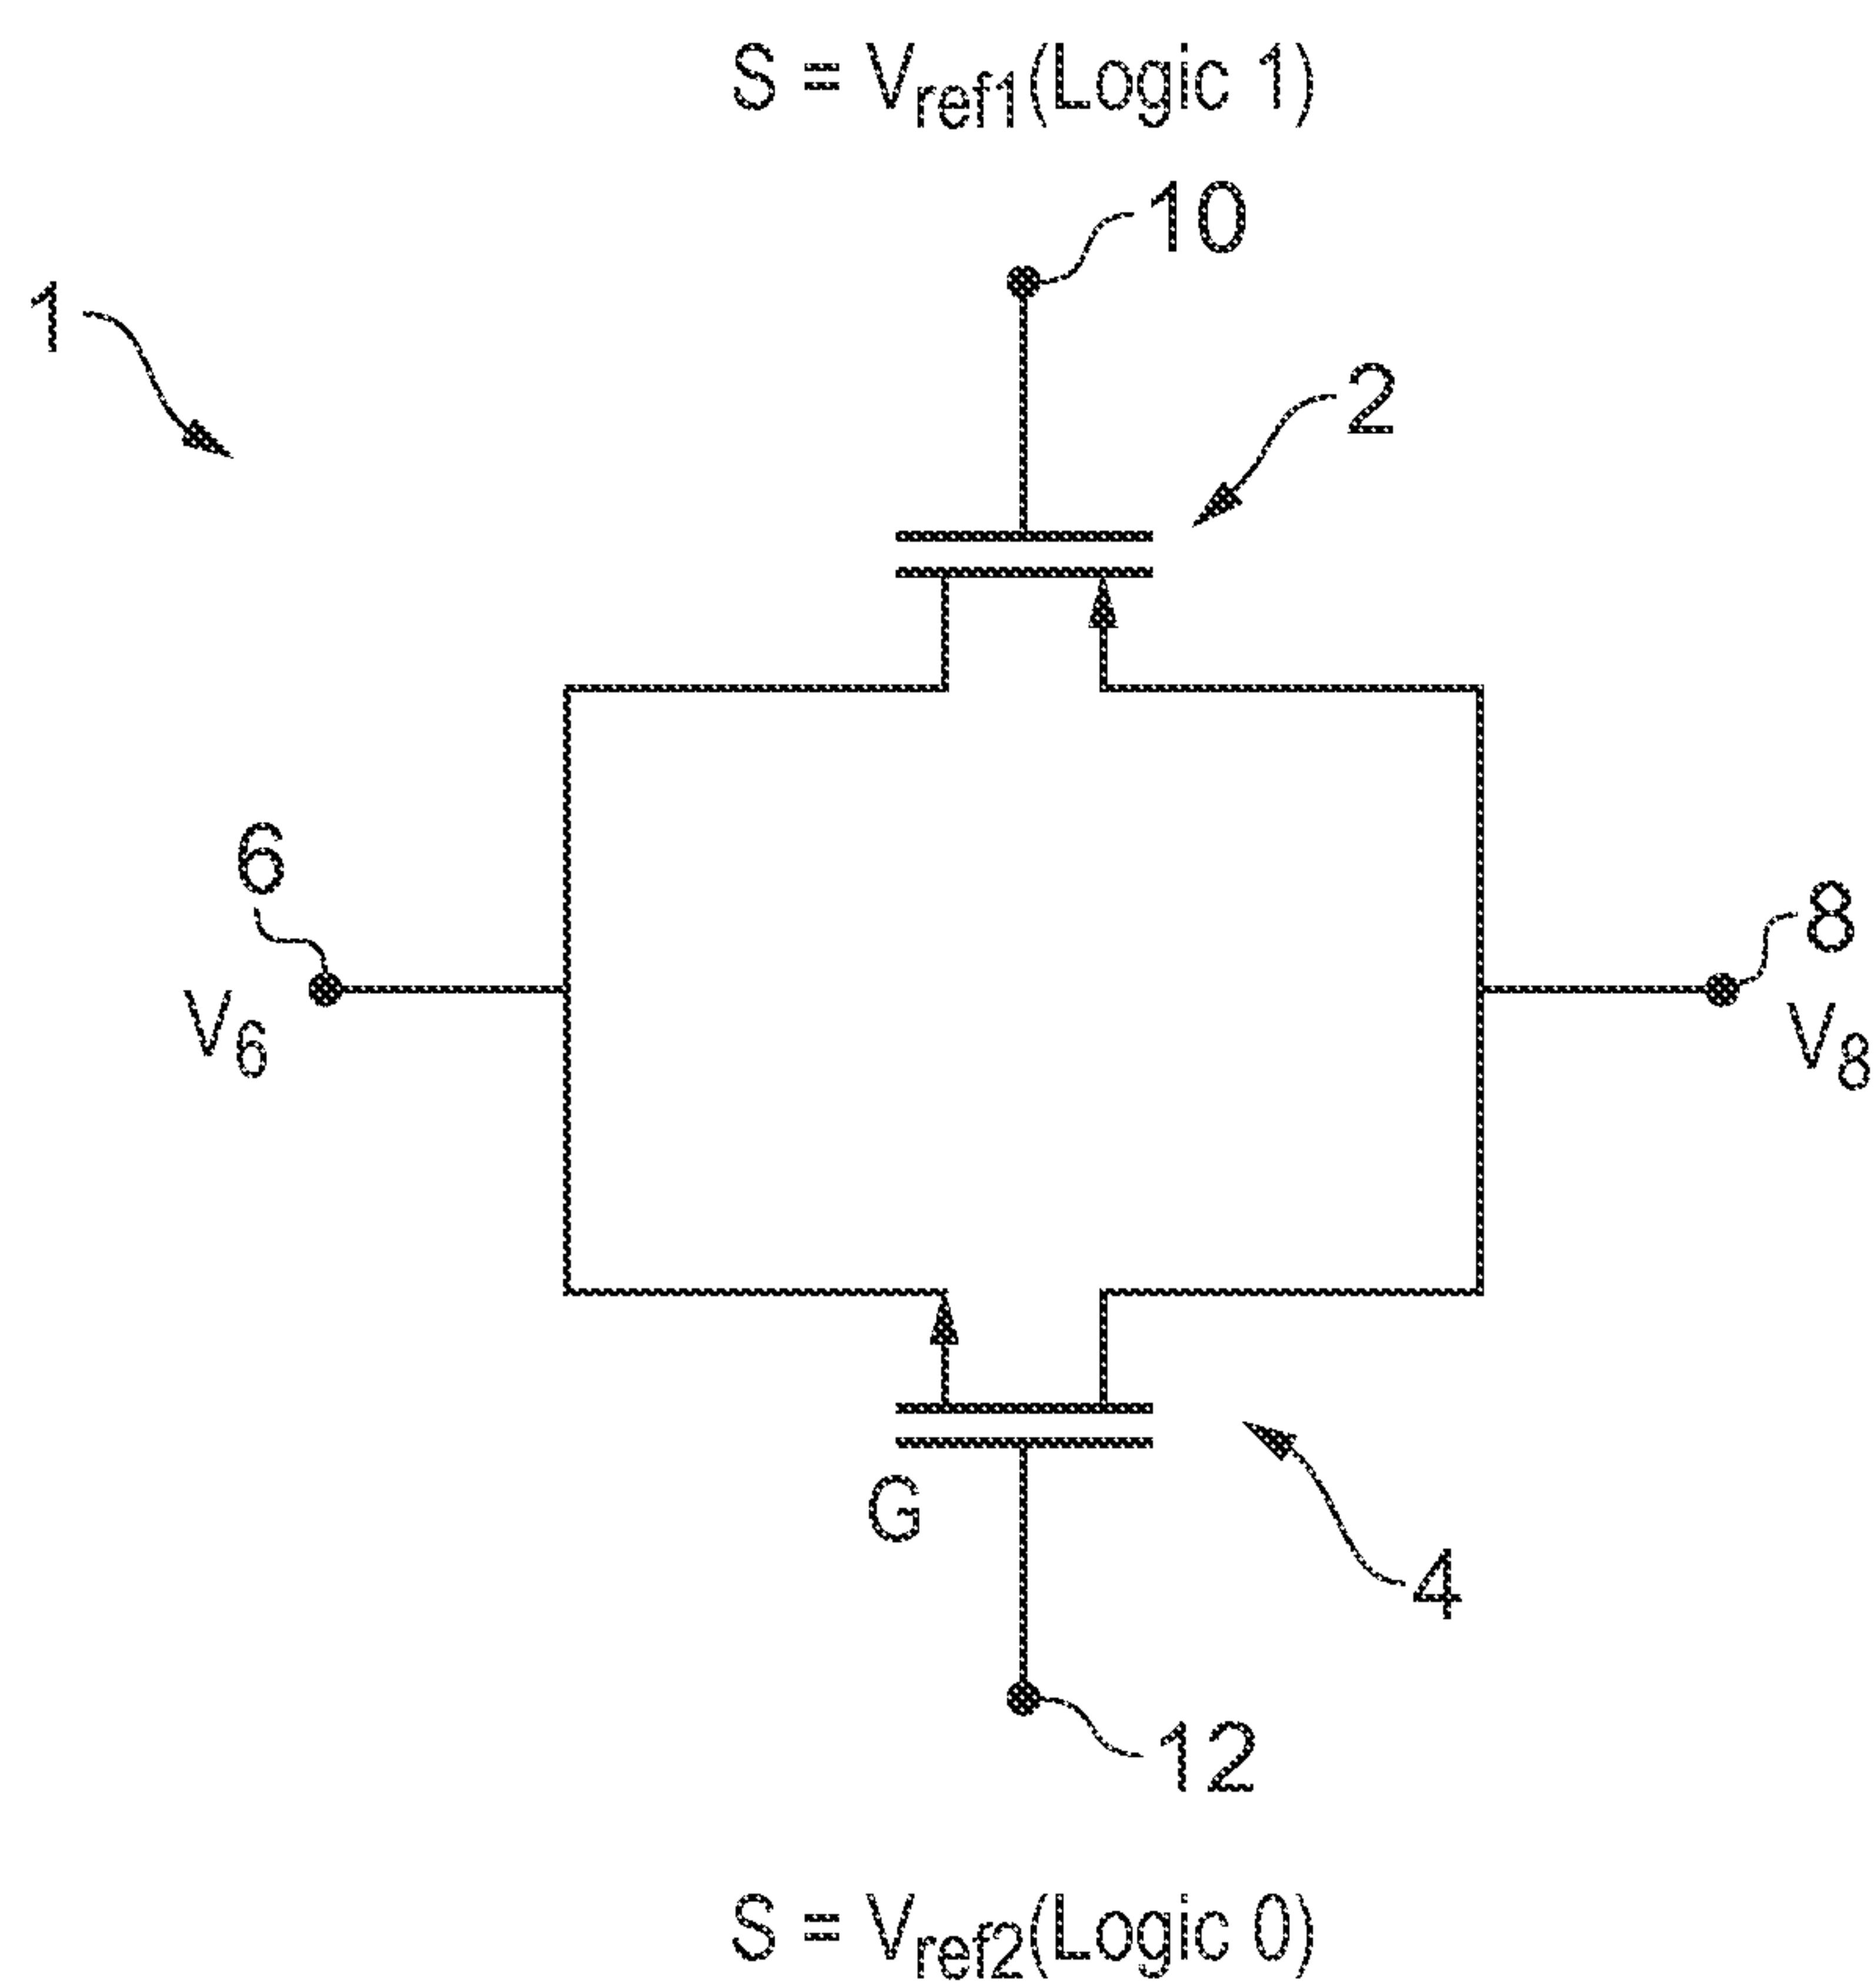 S = Vref1(Logic 1)
10
1
2
6
8
V6
V8
G
4
12
S = Vref2(Logic 0)